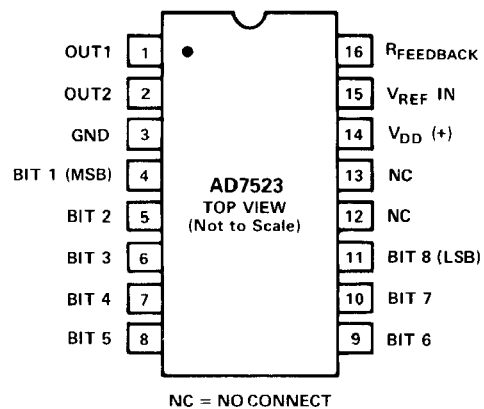 OUT1 1 16 RFEEDBACK
OUT2 2 15 VREF IN
GND 3 14 VDD (+)
BIT 1 (MSB) 4 13 NC
AD7523
TOP VIEW
(Not to Scale)
BIT 2 5 12 NC
BIT 3 6 11 BIT 8 (LSB)
BIT 4 7 10 BIT 7
BIT 5 8 9 BIT 6
NC = NO CONNECT